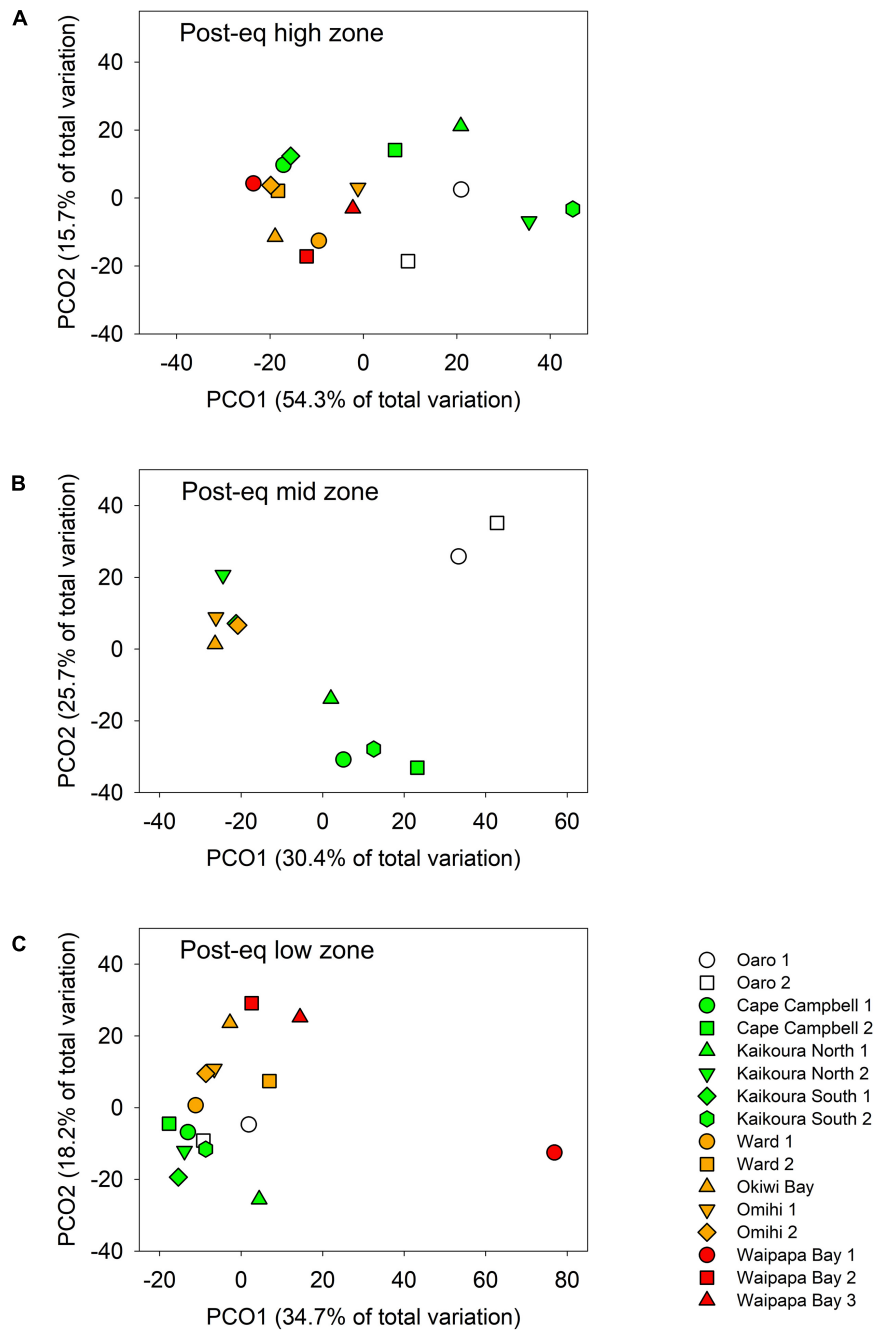 A
Post-eq high zone
PCO2 (15.7% of total variation)
40
20
0
-20
-40
-40 -20 0 20 40
PCO1 (54.3% of total variation)
B
Post-eq mid zone
PCO2 (25.7% of total variation)
40
20
0
-20
-40
-40 -20 0 20 40 60
PCO1 (30.4% of total variation)
C
Post-eq low zone
PCO2 (18.2% of total variation)
40
20
0
-20
-40
-20 0 20 40 60 80
PCO1 (34.7% of total variation)
Oaro 1
Oaro 2
Cape Campbell 1
Cape Campbell 2
Kaikoura North 1
Kaikoura North 2
Kaikoura South 1
Kaikoura South 2
Ward 1
Ward 2
Okiwi Bay
Omihi 1
Omihi 2
Waipapa Bay 1
Waipapa Bay 2
Waipapa Bay 3